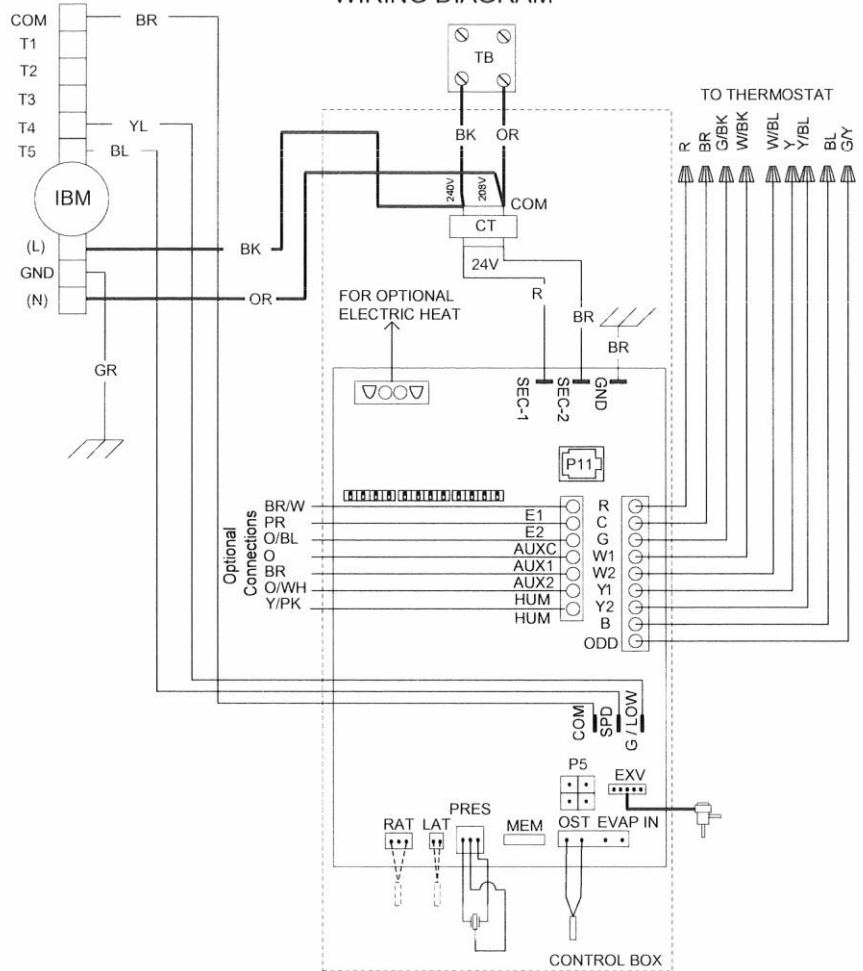 WIRING DIAGRAM
COM
T1
T2
T3
T4
T5
BR
YL
BL
IBM
(L)
GND
(N)
BK
OR
GR
TB
BK
OR
240V
208V
COM
CT
24V
R
BR
BR
FOR OPTIONAL
ELECTRIC HEAT
SEC-1
SEC-2
GND
TO THERMOSTAT
R
BR
G/BK
W/BK
W/BL
Y
Y/BL
BL
G/Y
P11
Optional
Connections
BR/W
PR
O/BL
O
BR
O/WH
Y/PK
E1
E2
AUXC
AUX1
AUX2
HUM
HUM
R
C
G
W1
W2
Y1
Y2
B
ODD
COM
SPD
G / LOW
P5
EXV
RAT
LAT
PRES
MEM
OST
EVAP IN
CONTROL BOX